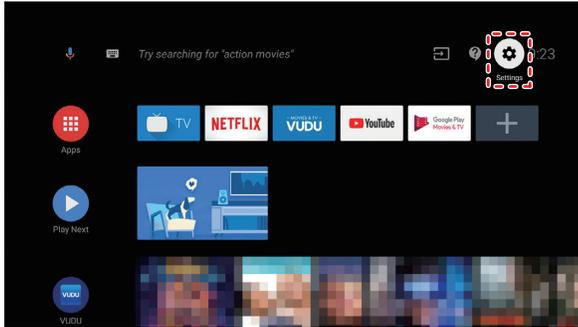 Try searching for "action movies"
:23
Settings
TV
NETFLIX
MOVIES & TV
VUDU
YouTube
Google Play
Movies & TV
Apps
Play Next
VUDU
VUDU